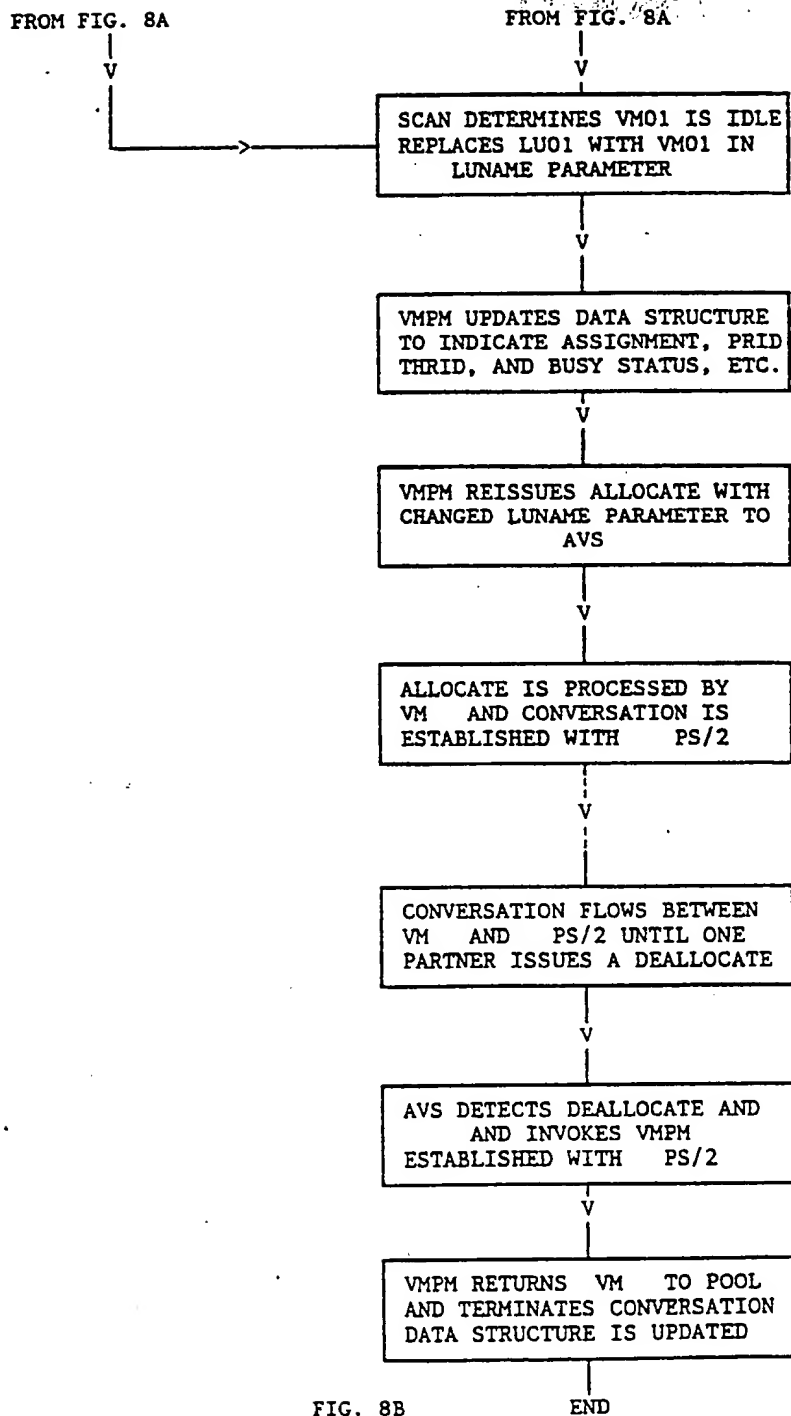 FROM FIG. 8A
FROM FIG. 8A
V
V
SCAN DETERMINES VM01 IS IDLE
REPLACES LU01 WITH VM01 IN
LUNAME PARAMETER
V
VMPM UPDATES DATA STRUCTURE
TO INDICATE ASSIGNMENT, PRID
THRID, AND BUSY STATUS, ETC.
V
VMPM REISSUES ALLOCATE WITH
CHANGED LUNAME PARAMETER TO
AVS
V
ALLOCATE IS PROCESSED BY
VM AND CONVERSATION IS
ESTABLISHED WITH PS/2
V
CONVERSATION FLOWS BETWEEN
VM AND PS/2 UNTIL ONE
PARTNER ISSUES A DEALLOCATE
V
AVS DETECTS DEALLOCATE AND
AND INVOKES VMPM
ESTABLISHED WITH PS/2
V
VMPM RETURNS VM TO POOL
AND TERMINATES CONVERSATION
DATA STRUCTURE IS UPDATED
FIG. 8B
END